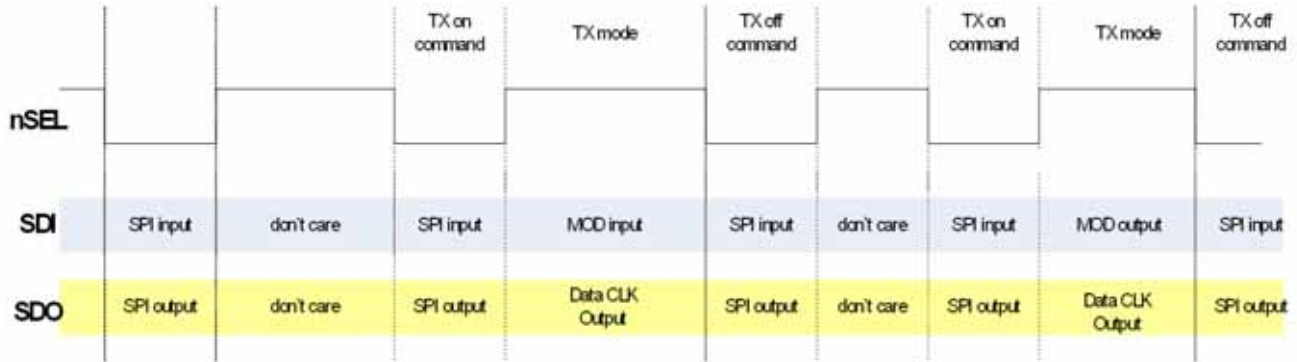 TX on
command
TX mode
TX off
command
TX on
command
TX mode
TX off
command
nSEL
SDI
SPI input
don't care
SPI input
MOD input
SPI input
don't care
SPI input
MOD output
SPI input
SDO
SPI output
don't care
SPI output
Data CLK
Output
SPI output
don't care
SPI output
Data CLK
Output
SPI output